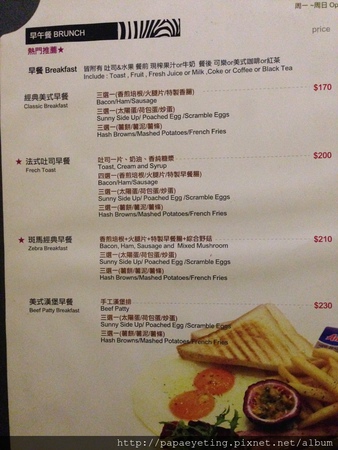 周一~周日 Op
早午餐 BRUNCH
price
熱門推薦★
早餐 Breakfast 皆附有 吐司&水果 餐前 現榨果汁or牛奶 餐後 可樂or美式咖啡or紅茶
Include : Toast , Fruit , Fresh Juice or Milk ,Coke or Coffee or Black Tea
經典美式早餐 三選一(香煎培根/火腿片/特製香腸) $170
Classic Breakfast Bacon/Ham/Sausage
三選一(太陽蛋/荷包蛋/炒蛋)
Sunny Side Up/ Poached Egg /Scramble Eggs
三選一(薯餅/薯泥/薯條)
Hash Browns/Mashed Potatoes/French Fries
★ 法式吐司早餐 吐司一片、奶油、香純糖漿 $200
Frech Toast Toast, Cream and Syrup
四選一(香煎培根/火腿片/特製早餐腸)
Bacon/Ham/Sausage
三選一(太陽蛋/荷包蛋/炒蛋)
Sunny Side Up/ Poached Egg /Scramble Eggs
三選一(薯餅/薯泥/薯條)
Hash Browns/Mashed Potatoes/French Fries
★ 斑馬經典早餐 香煎培根+火腿片+特製早餐腸+綜合野菇 $210
Zebra Breakfast Bacon, Ham, Sausage and Mixed Mushroom
三選一(太陽蛋/荷包蛋/炒蛋)
Sunny Side Up/ Poached Egg /Scramble Eggs
三選一(薯餅/薯泥/薯條)
Hash Browns/Mashed Potatoes/French Fries
美式漢堡早餐 手工漢堡排 $230
Beef Patty Breakfast Beef Patty
三選一(太陽蛋/荷包蛋/炒蛋)
Sunny Side Up/ Poached Egg /Scramble Eggs
三選一(薯餅/薯泥/薯條)
Hash Browns/Mashed Potatoes/French Fries
http://papaeyeting.pixnet.net/album